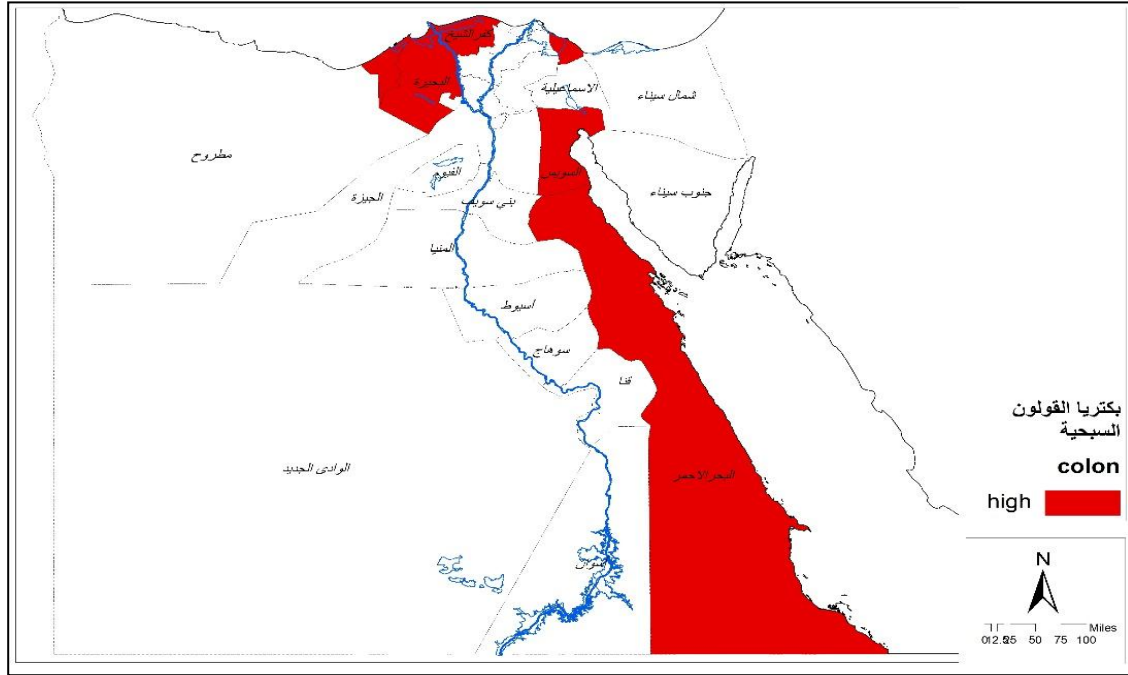 كفر الشيخ
البحيرة
الاسماعيلية
شمال سيناء
مطروح
الفيوم
السويس
الجيزة
بني سويف
جنوب سيناء
المنيا
اسيوط
سوهاج
قنا
بكتريا القولون
السبحية
colon
high
الوادى الجديد
البحر الاحمر
اسوان
N
Miles
0 12.5 25 50 75 100